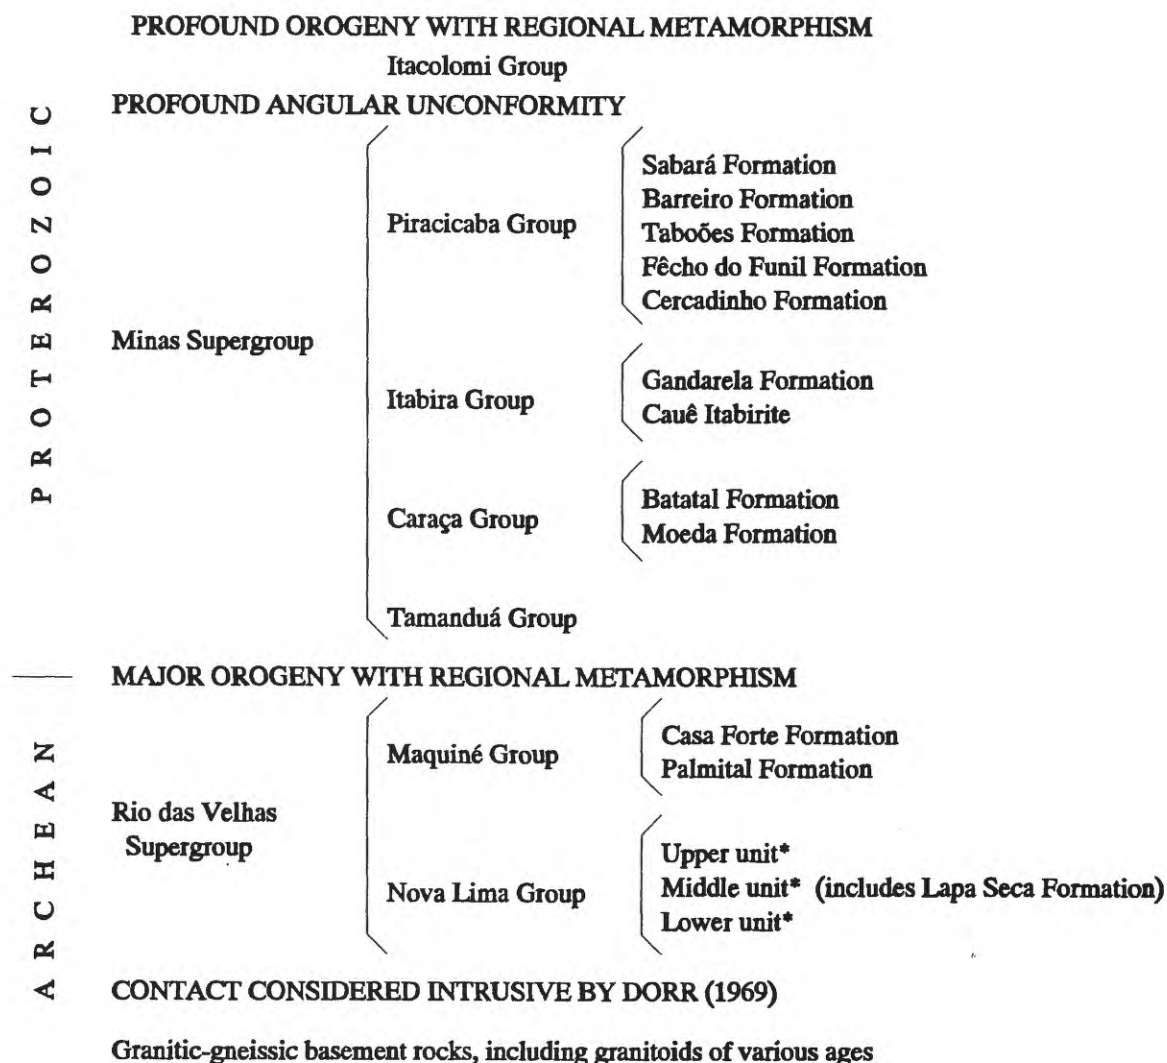 PROFOUND OROGENY WITH REGIONAL METAMORPHISM
Itacolomi Group
PROFOUND ANGULAR UNCONFORMITY
PROTEROZOIC
Minas Supergroup
Piracicaba Group
Sabará Formation
Barreiro Formation
Taboões Formation
Fêcho do Funil Formation
Cercadinho Formation
Itabira Group
Gandarela Formation
Cauê Itabirite
Caraça Group
Batatal Formation
Moeda Formation
Tamanduá Group
MAJOR OROGENY WITH REGIONAL METAMORPHISM
ARCHEAN
Rio das Velhas
Supergroup
Maquiné Group
Casa Forte Formation
Palmital Formation
Nova Lima Group
Upper unit*
Middle unit* (includes Lapa Seca Formation)
Lower unit*
CONTACT CONSIDERED INTRUSIVE BY DORR (1969)
Granitic-gneissic basement rocks, including granitoids of various ages